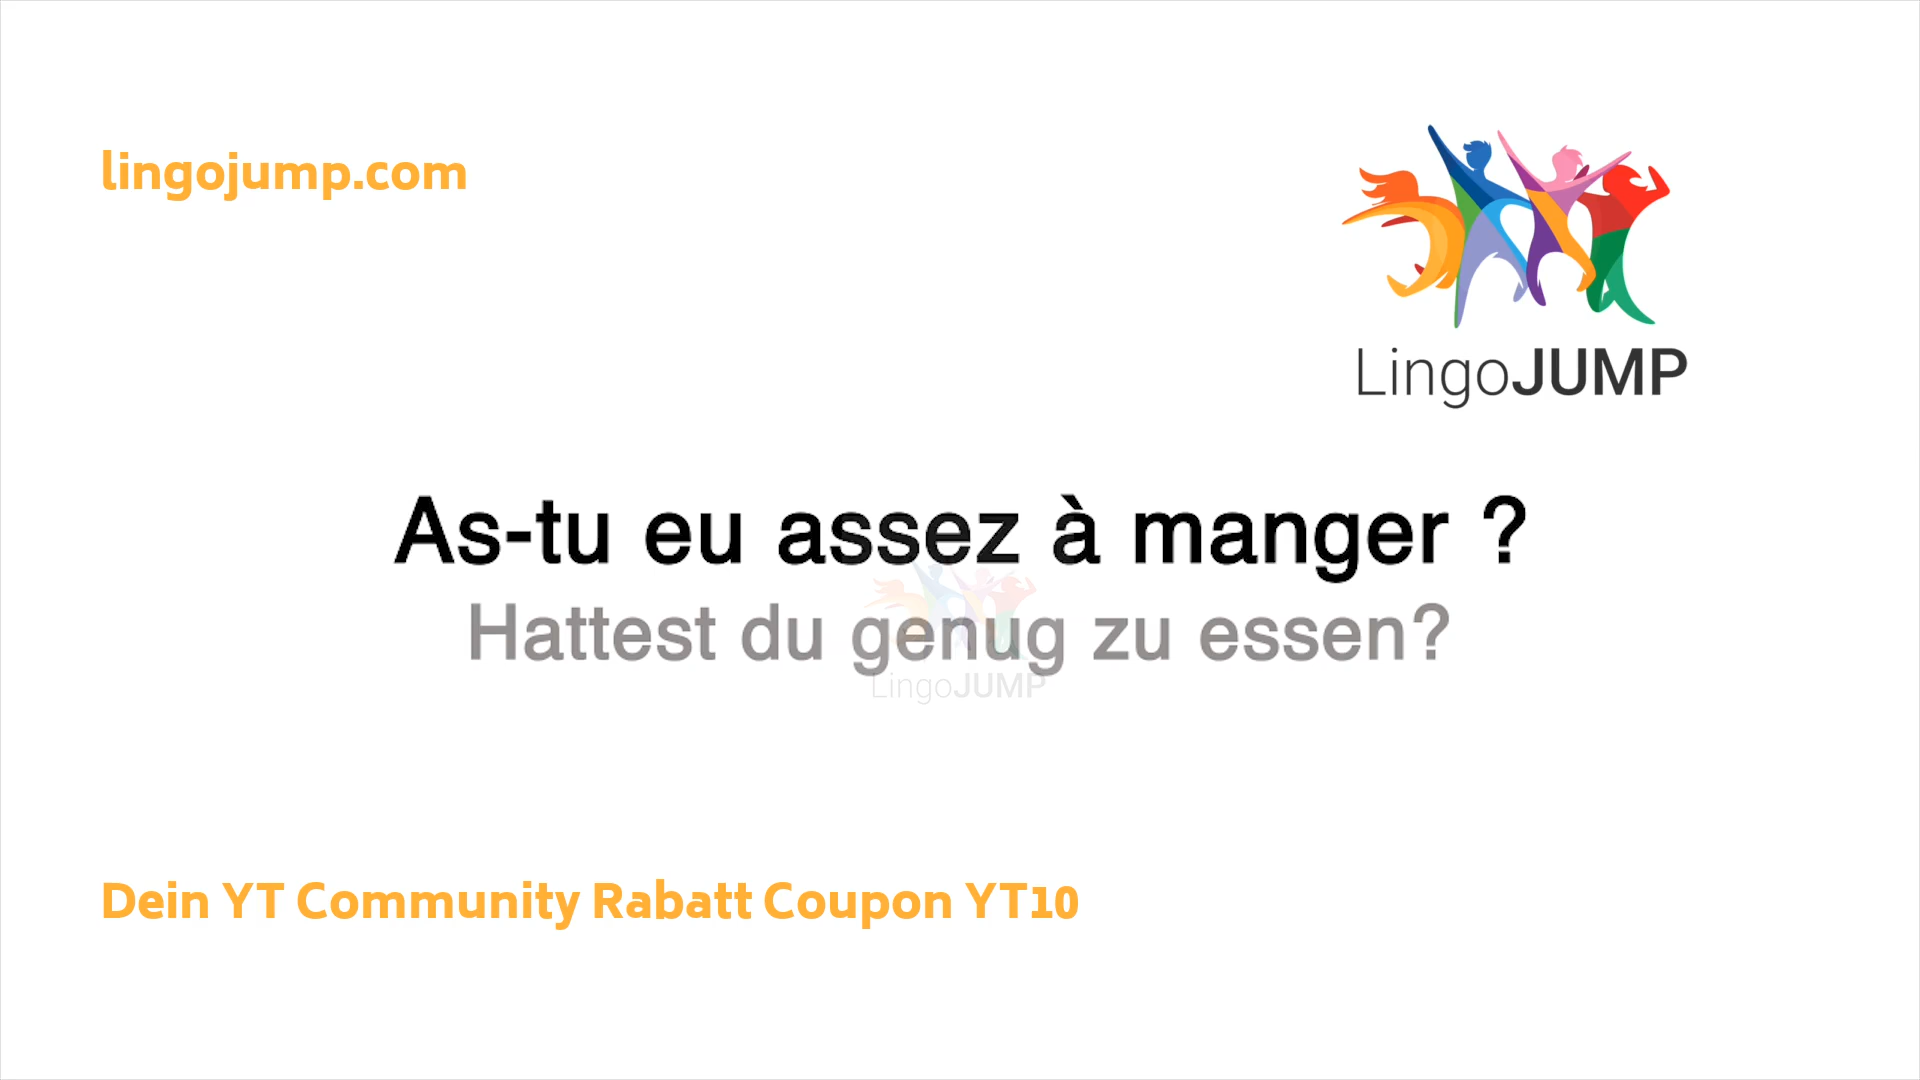 lingojump.com
LingoJUMP
As-tu eu assez à manger ?
Hattest du genug zu essen?
LingoJUMP
Dein YT Community Rabatt Coupon YT10